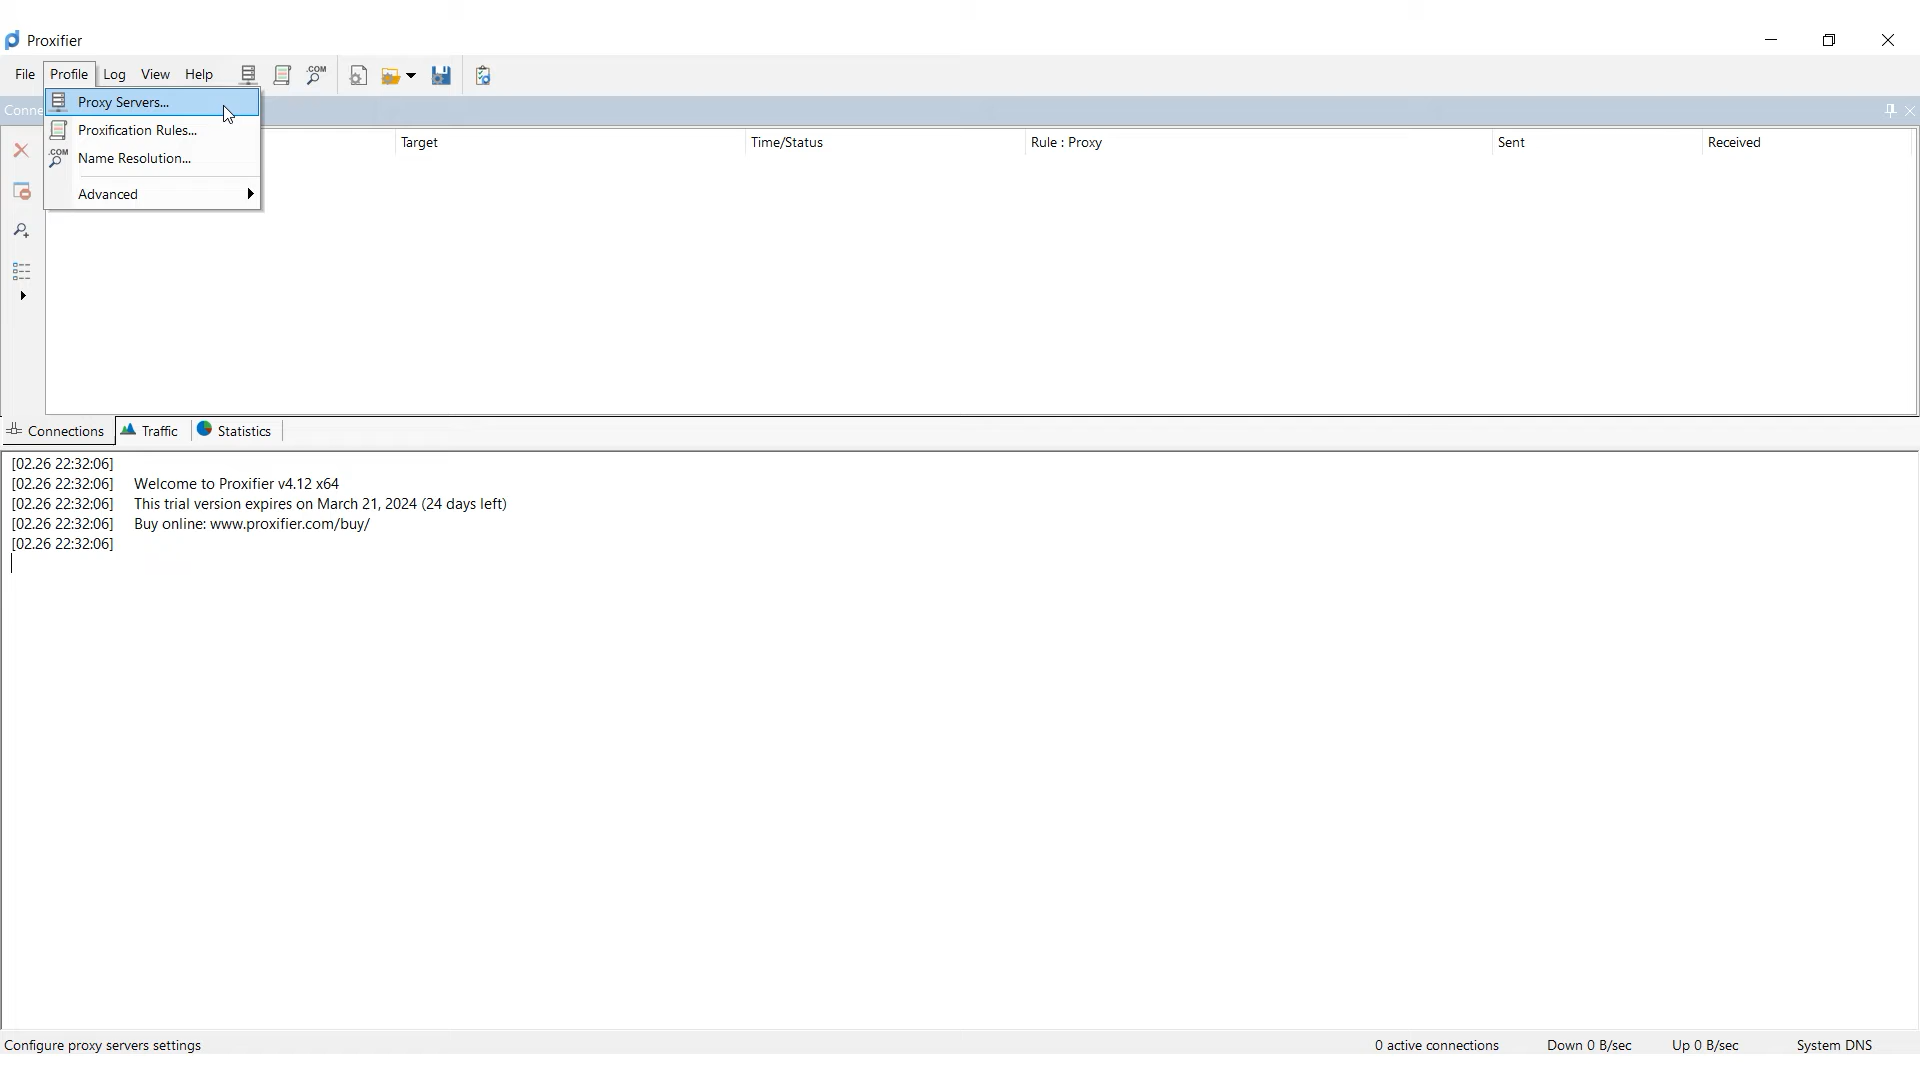 Proxifier
File Profile Log View Help .COM
Proxy Servers...
Conne
Proxification Rules...
.COM Name Resolution...
Advanced
Target Time/Status Rule : Proxy Sent Received
Connections Traffic Statistics
[02.26 22:32:06]
[02.26 22:32:06] Welcome to Proxifier v4.12 x64
[02.26 22:32:06] This trial version expires on March 21, 2024 (24 days left)
[02.26 22:32:06] Buy online: www.proxifier.com/buy/
[02.26 22:32:06]
Configure proxy servers settings 0 active connections Down 0 B/sec Up 0 B/sec System DNS